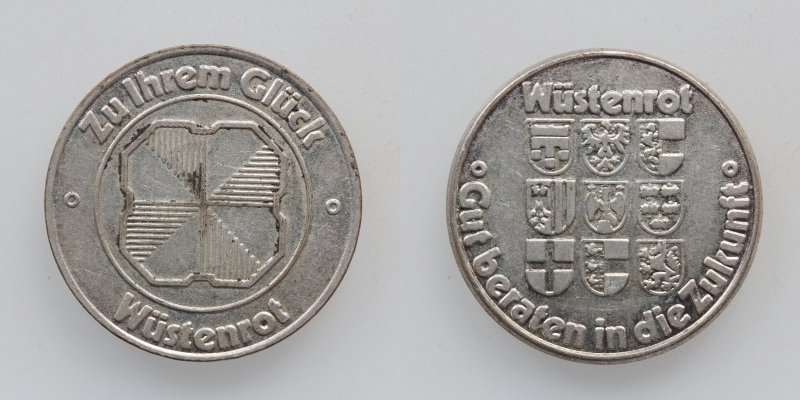 Zu Ihrem Glück
Wüstenrot
Wüstenrot
Gut beraten in die Zukunft